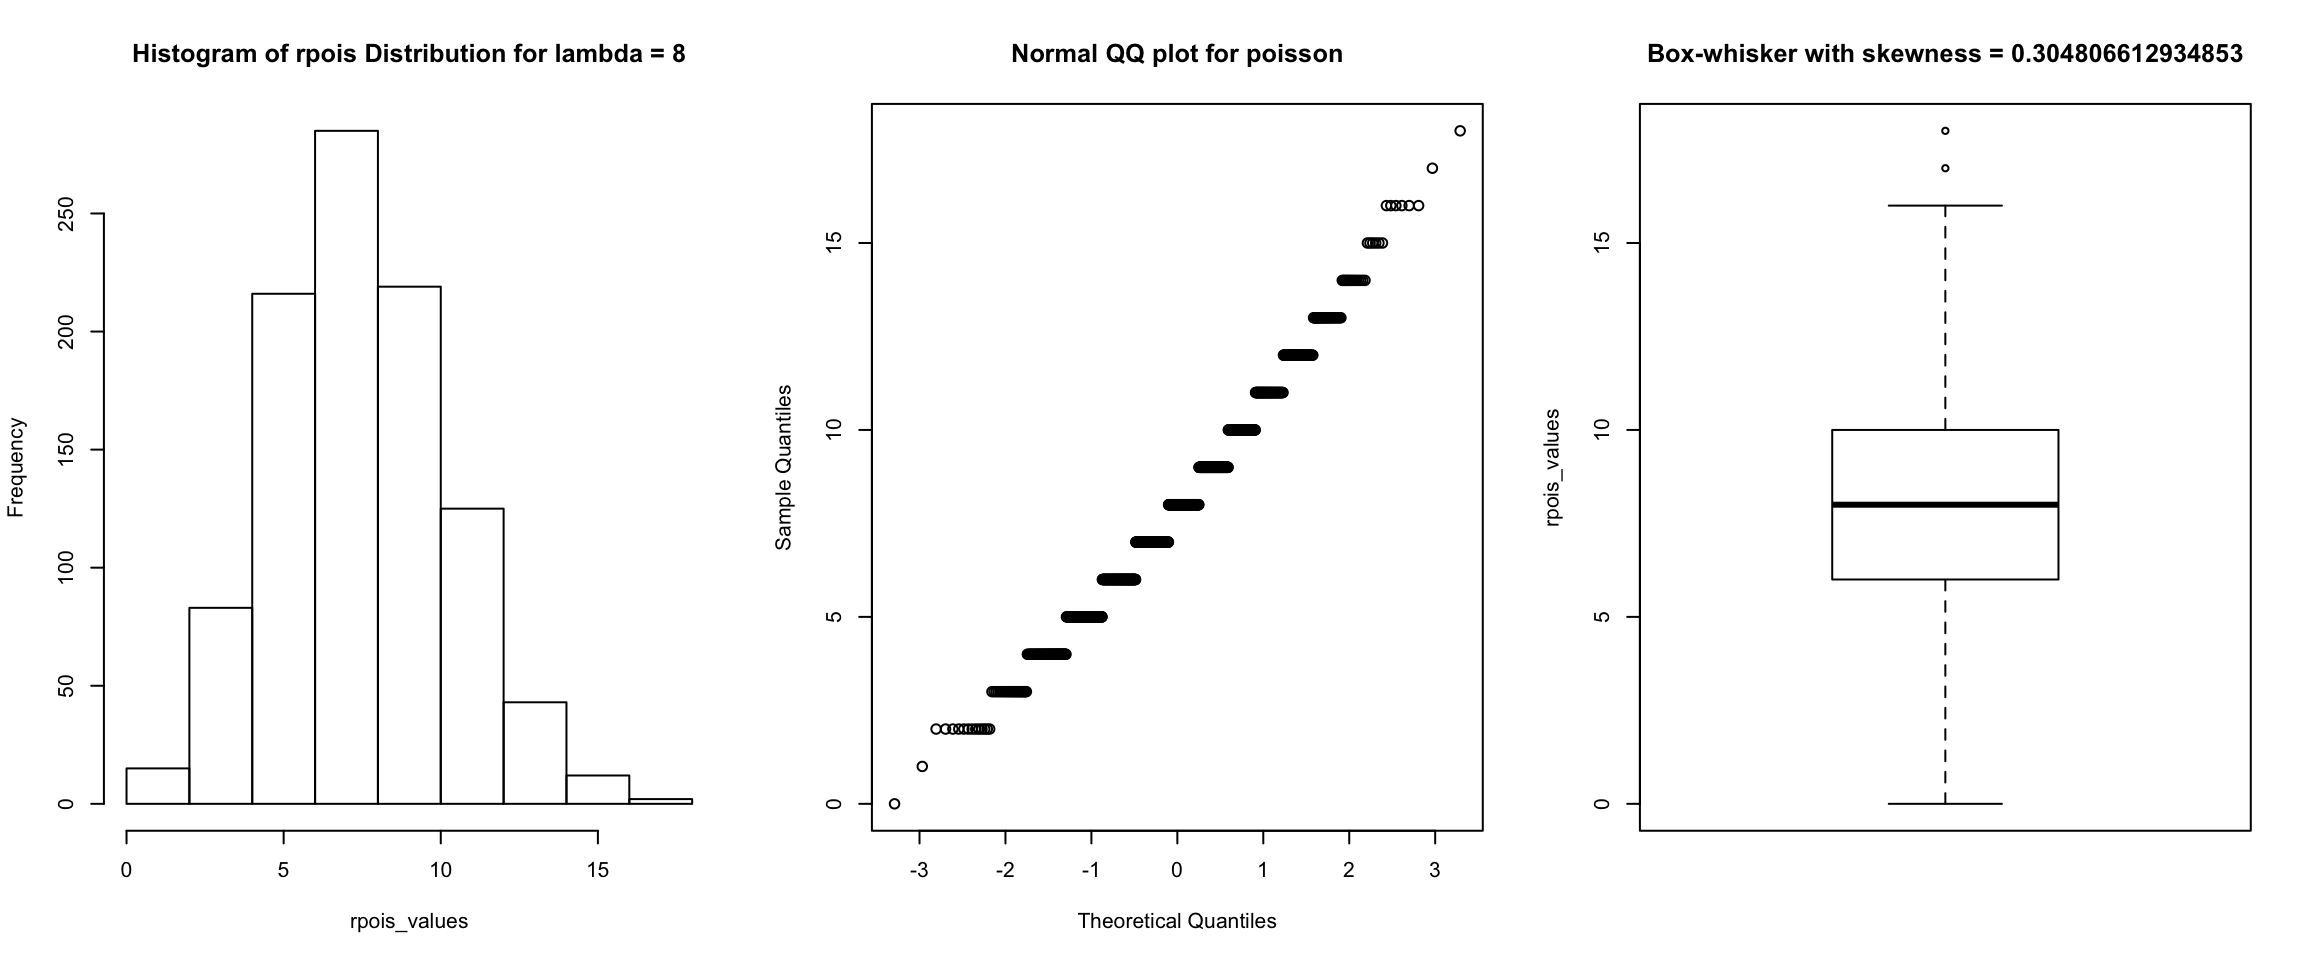 Histogram of rpois Distribution for lambda = 8
Frequency
250
200
150
100
50
0
0 5 10 15
rpois_values
Normal QQ plot for poisson
Sample Quantiles
15
10
5
0
-3 -2 -1 0 1 2 3
Theoretical Quantiles
Box-whisker with skewness = 0.304806612934853
rpois_values
15
10
5
0